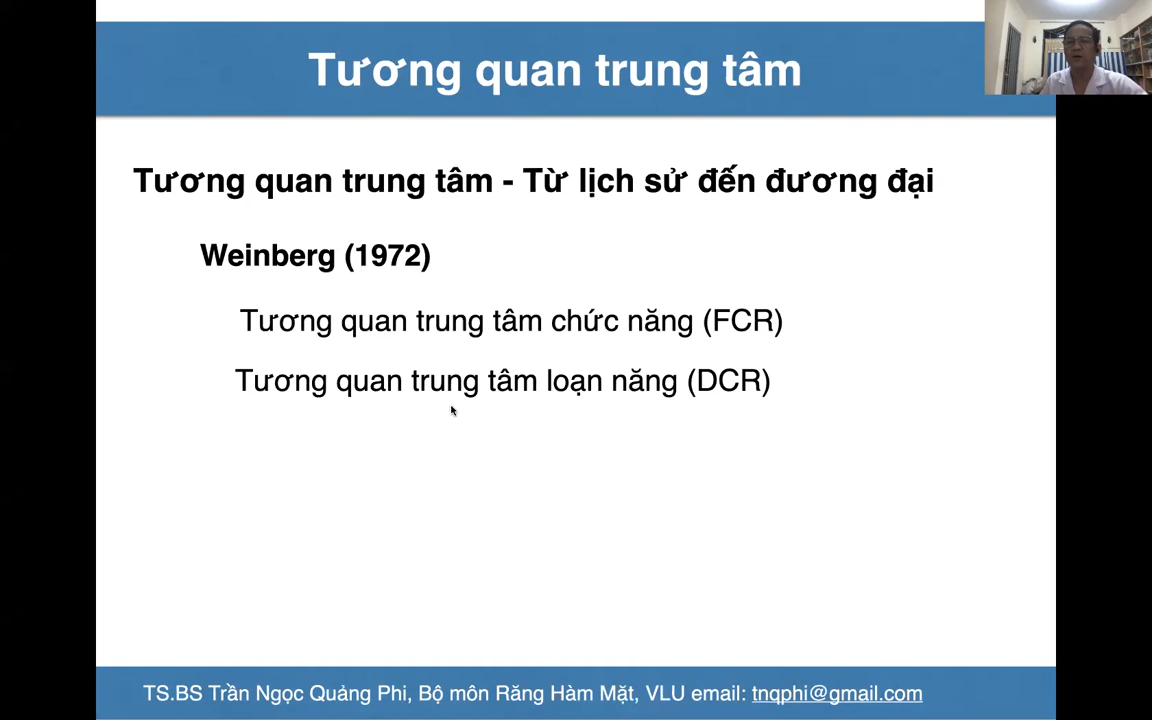 Tương quan trung tâm
Tương quan trung tâm - Từ lịch sử đến đương đại
Weinberg (1972)
Tương quan trung tâm chức năng (FCR)
Tương quan trung tâm loạn năng (DCR)
TS.BS Trần Ngọc Quảng Phi, Bộ môn Răng Hàm Mặt, VLU email: tnqphi@gmail.com